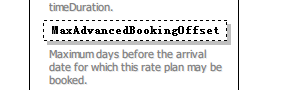 timeDuration.
MaxAdvancedBookingOffset
Maximum days before the arrival
date for which this rate plan may be
booked.